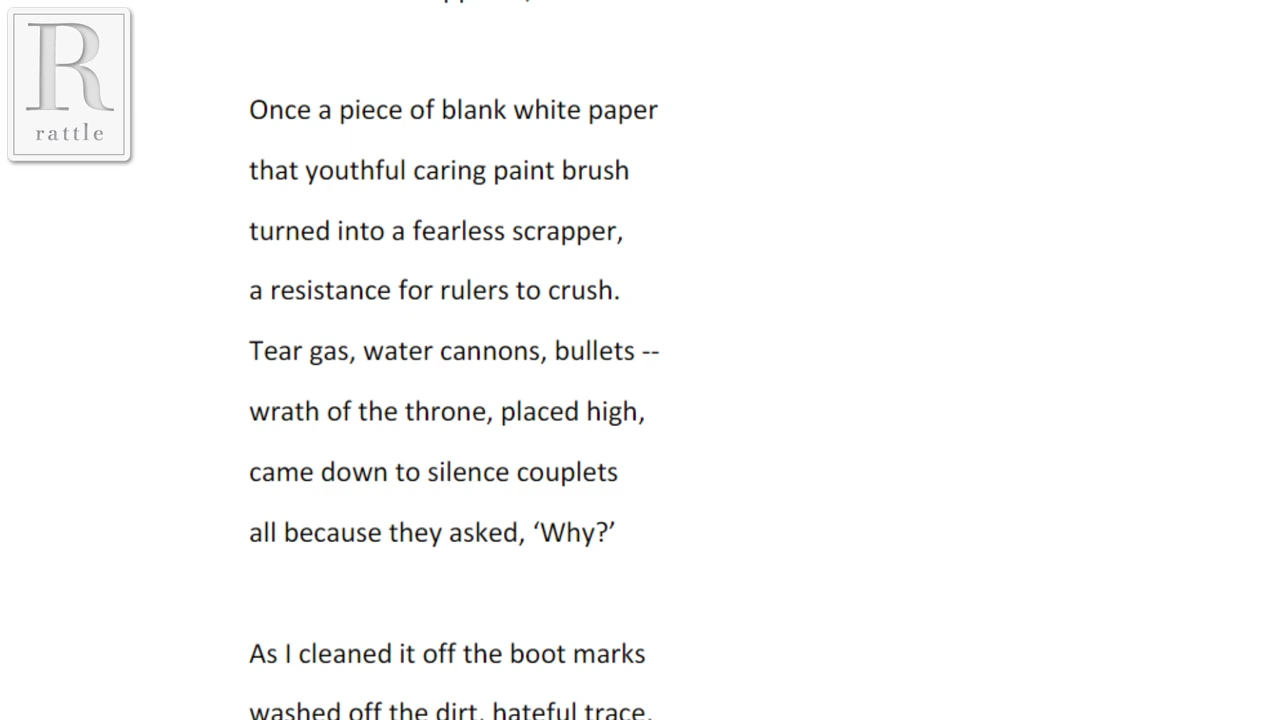 R
rattle
Once a piece of blank white paper
that youthful caring paint brush
turned into a fearless scrapper,
a resistance for rulers to crush.
Tear gas, water cannons, bullets --
wrath of the throne, placed high,
came down to silence couplets
all because they asked, ‘Why?’
As I cleaned it off the boot marks
washed off the dirt, hateful trace,